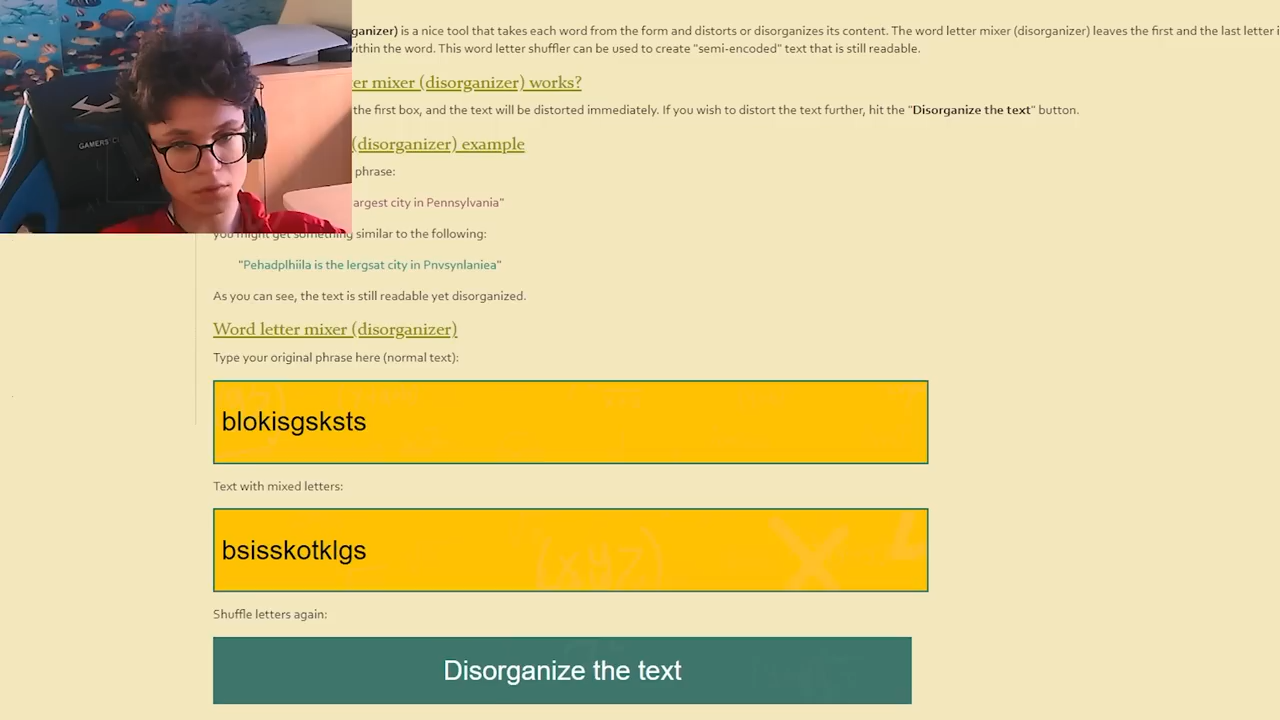 ganizer) is a nice tool that takes each word from the form and distorts or disorganizes its content. The word letter mixer (disorganizer) leaves the first and the last letter i
within the word. This word letter shuffler can be used to create "semi-encoded" text that is still readable.
er mixer (disorganizer) works?
the first box, and the text will be distorted immediately. If you wish to distort the text further, hit the "Disorganize the text" button.
(disorganizer) example
phrase:
argest city in Pennsylvania"
GAMERS
you might get something similar to the following:
"Pehadplhiila is the lergsat city in Pnvsynlaniea"
As you can see, the text is still readable yet disorganized.
Word letter mixer (disorganizer)
Type your original phrase here (normal text):
blokisgsksts
Text with mixed letters:
bsisskotklgs
(xyz) X
Shuffle letters again:
Disorganize the text